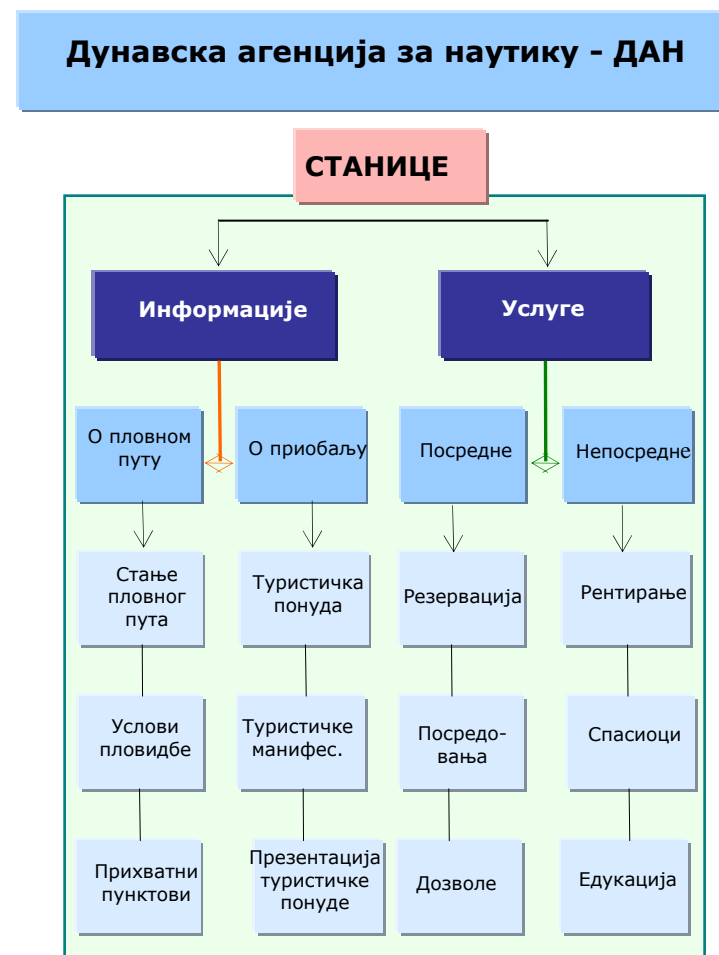 Дунавска агенција за наутику - ДАН
СТАНИЦЕ
Информације
Услуге
О пловном
путу
О приобаљу
Посредне
Непосредне
Стање
пловног
пута
Туристичка
понуда
Резервација
Рентирање
Услови
пловидбе
Туристичке
манифес.
Посредо-
вања
Спасиоци
Прихватни
пунктови
Презентација
туристичке
понуде
Дозволе
Едукација